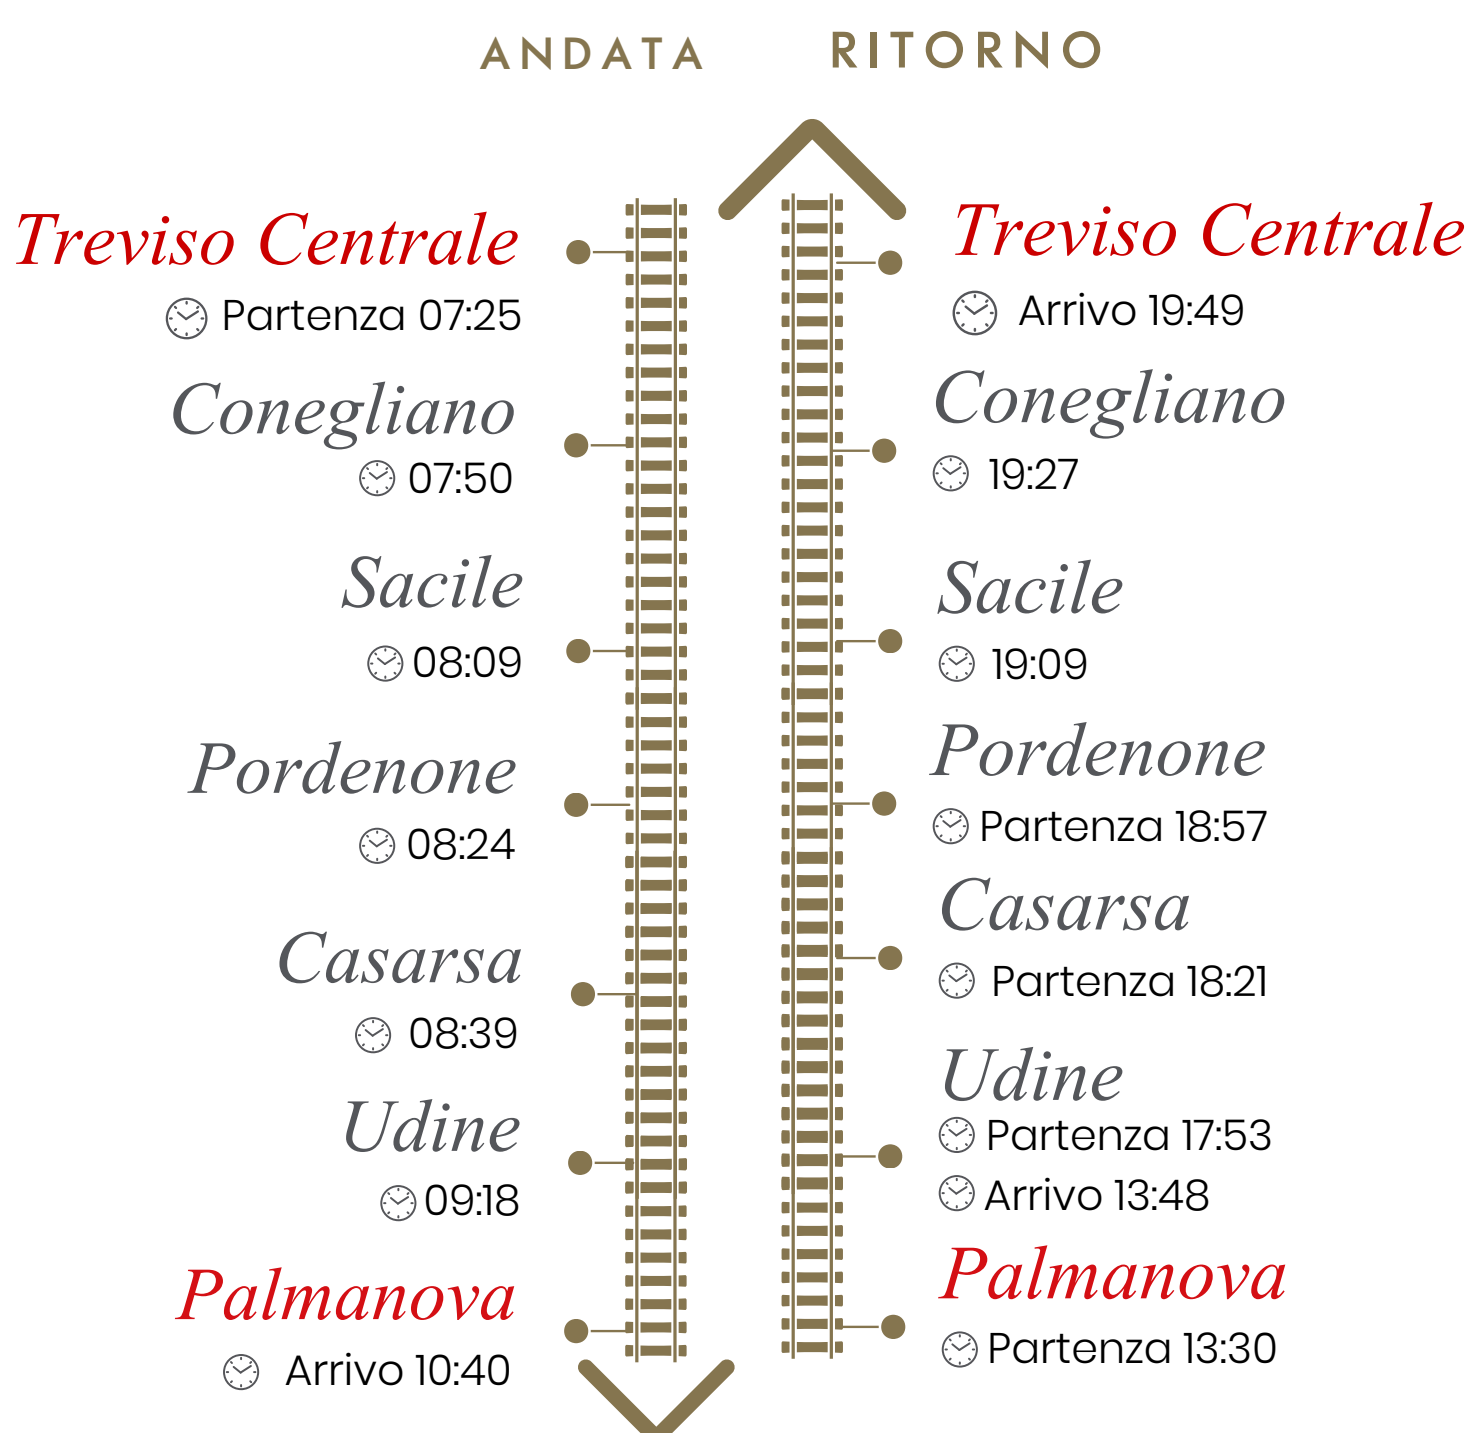 ANDATA
Treviso Centrale
Partenza 07:25
Conegliano
07:50
Sacile
08:09
Pordenone
08:24
Casarsa
08:39
Udine
09:18
Palmanova
Arrivo 10:40
RITORNO
Treviso Centrale
Arrivo 19:49
Conegliano
19:27
Sacile
19:09
Pordenone
Partenza 18:57
Casarsa
Partenza 18:21
Udine
Partenza 17:53
Arrivo 13:48
Palmanova
Partenza 13:30